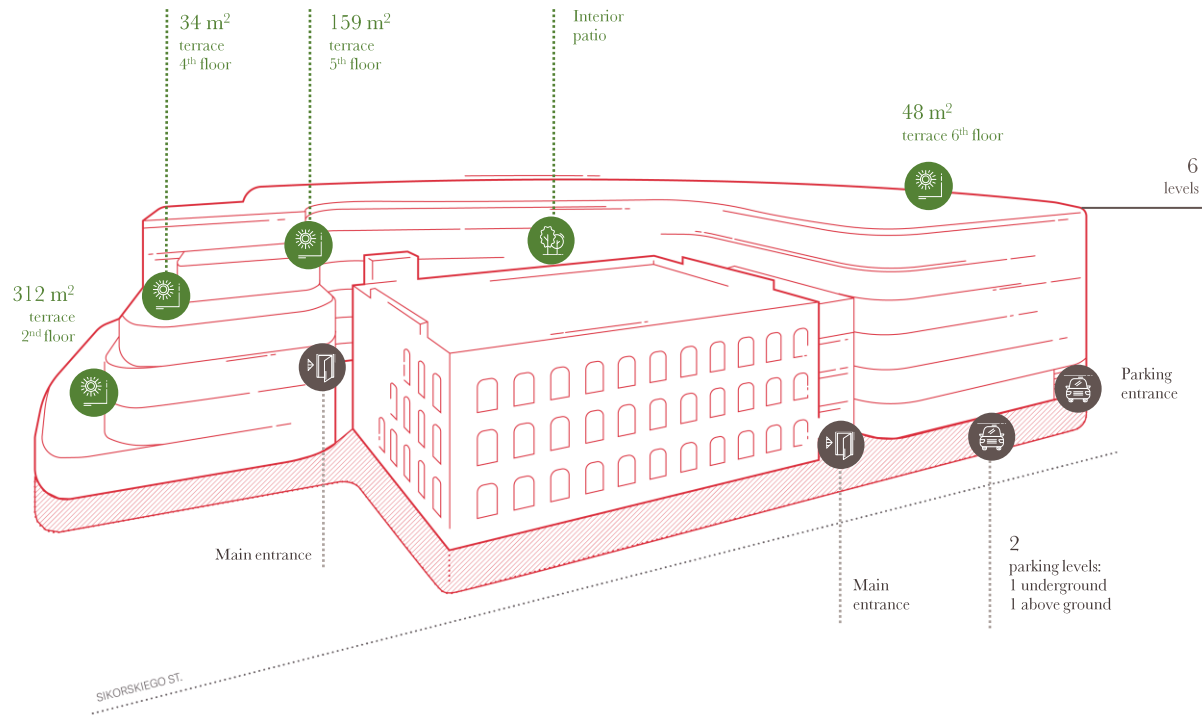 34 m²
terrace
4th floor
159 m²
terrace
5th floor
Interior
patio
48 m²
terrace 6th floor
6
levels
312 m²
terrace
2nd floor
Parking
entrance
Main entrance
Main
entrance
2
parking levels:
1 underground
1 above ground
SIKORSKIEGO ST.